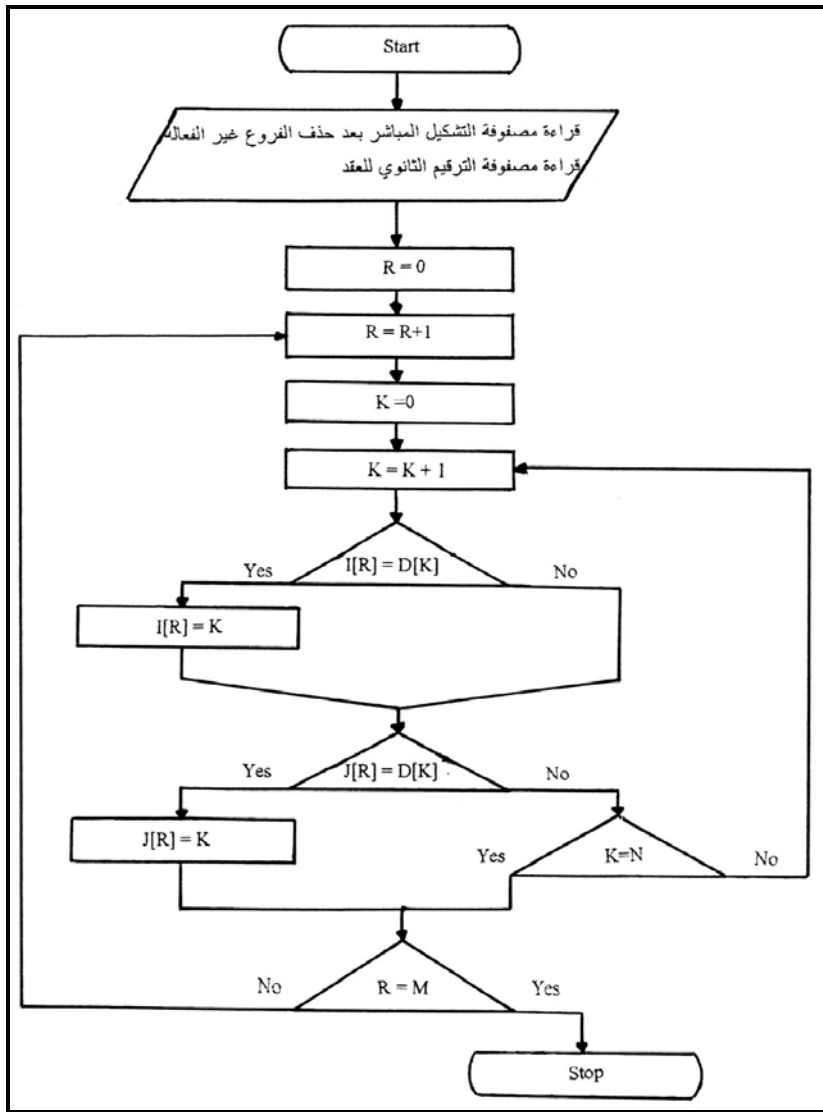 Start
قراءة مصفوفة التشكيل المباشر بعد حذف الفروع غير الفعاله
قراءة مصفوفة الترقيم الثانوي للعقد
R = 0
R = R+1
K =0
K = K + 1
Yes
I[R] = D[K]
No
I[R] = K
Yes
J[R] = D[K]
No
J[R] = K
Yes
K=N
No
No
R = M
Yes
Stop